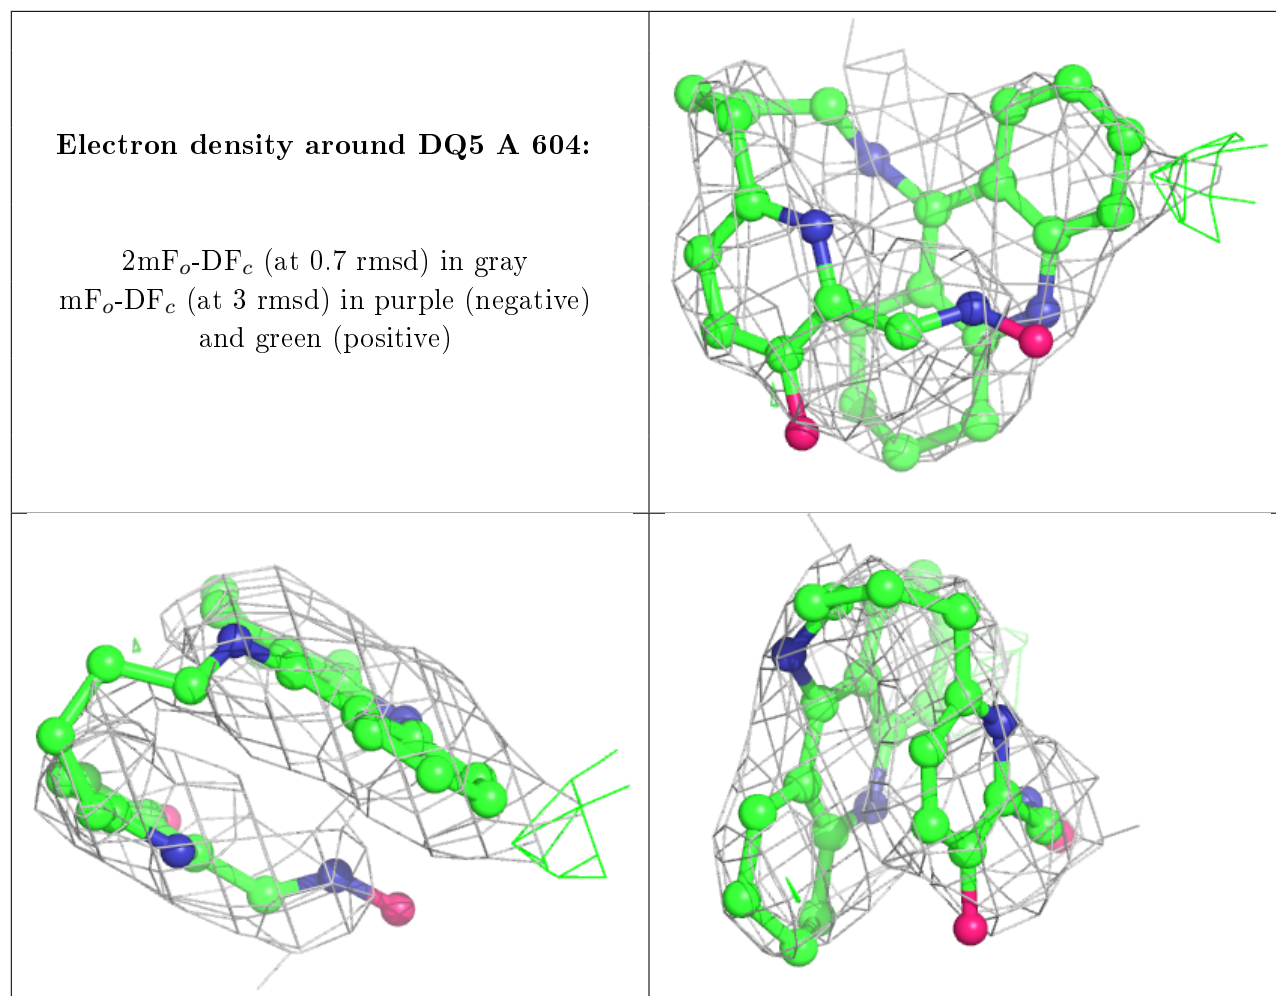 Electron density around DQ5 A 604:
2mFo-DFc (at 0.7 rmsd) in gray
mFo-DFc (at 3 rmsd) in purple (negative)
and green (positive)